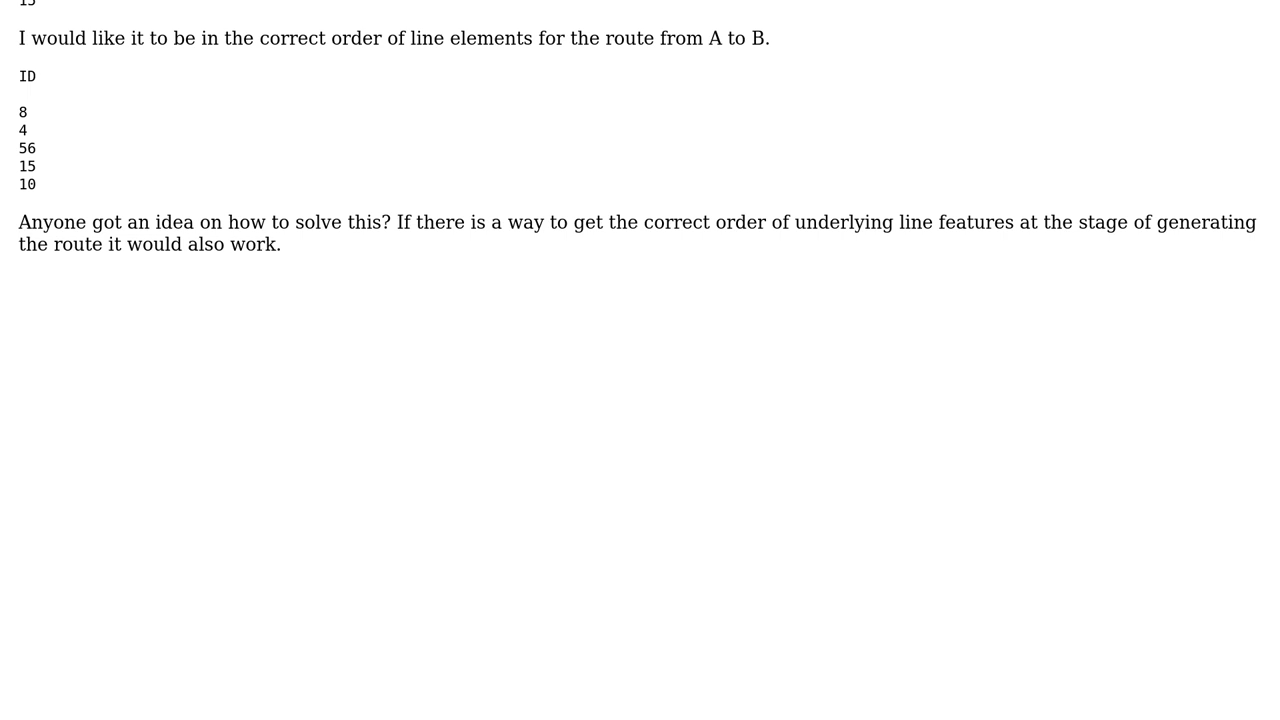 I would like it to be in the correct order of line elements for the route from A to B.
ID
8
4
56
15
10
Anyone got an idea on how to solve this? If there is a way to get the correct order of underlying line features at the stage of generating
the route it would also work.